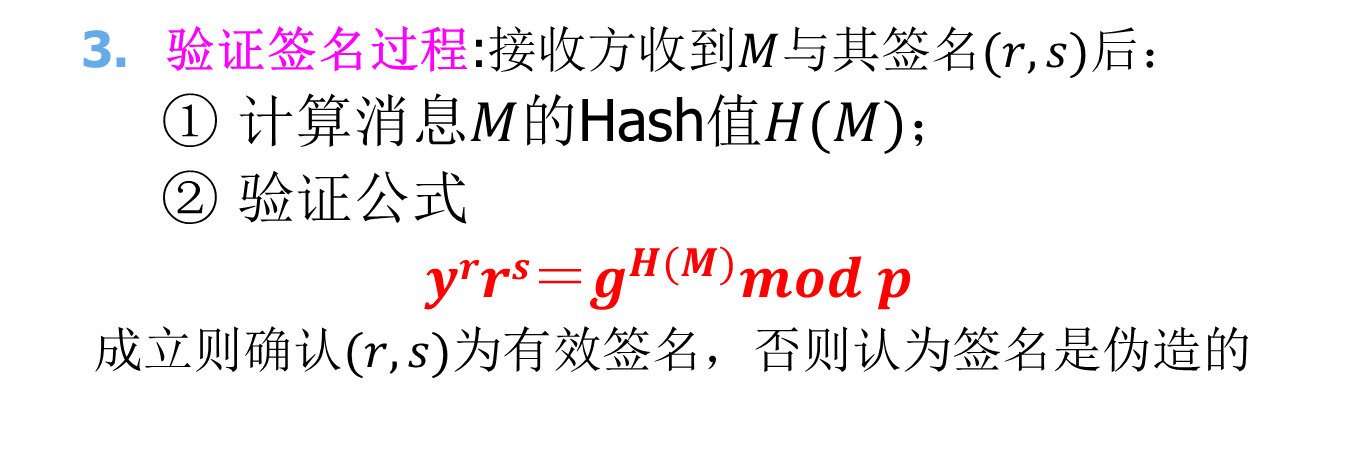 3. 验证签名过程:接收方收到M与其签名(r,s)后：
① 计算消息M的Hash值H(M)；
② 验证公式
yʳrˢ＝gᴴ⁽ᴹ⁾mod p
成立则确认(r,s)为有效签名，否则认为签名是伪造的